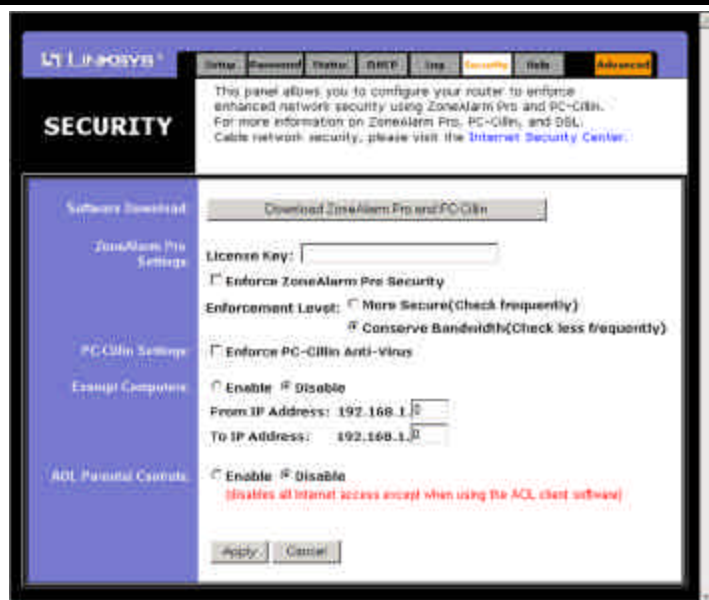 LINKSYS®
Setup Password Status DHCP Log Security Help Advanced
SECURITY
This panel allows you to configure your router to enforce
enhanced network security using ZoneAlarm Pro and PC-Cillin.
For more information on ZoneAlarm Pro, PC-Cillin, and DSL,
Cable network security, please visit the Internet Security Center.
Software Download:
Download ZoneAlarm Pro and PC-Cillin
ZoneAlarm Pro
Settings:
License Key:
Enforce ZoneAlarm Pro Security
Enforcement Level: More Secure(Check frequently)
Conserve Bandwidth(Check less frequently)
PC-Cillin Settings: Enforce PC-Cillin Anti-Virus
Exempt Computers: Enable Disable
From IP Address: 192.168.1.0
To IP Address: 192.168.1.0
AOL Parental Controls: Enable Disable
(disables all Internet access except when using the AOL client software)
Apply Cancel